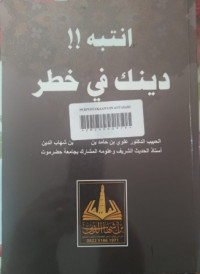 انتبه !!
دينك في خطر
الحبيب الدكتور علوي بن حامد بن بن شهاب الدين
أستاذ الحديث الشريف وعلومه المشارك بجامعة حضرموت